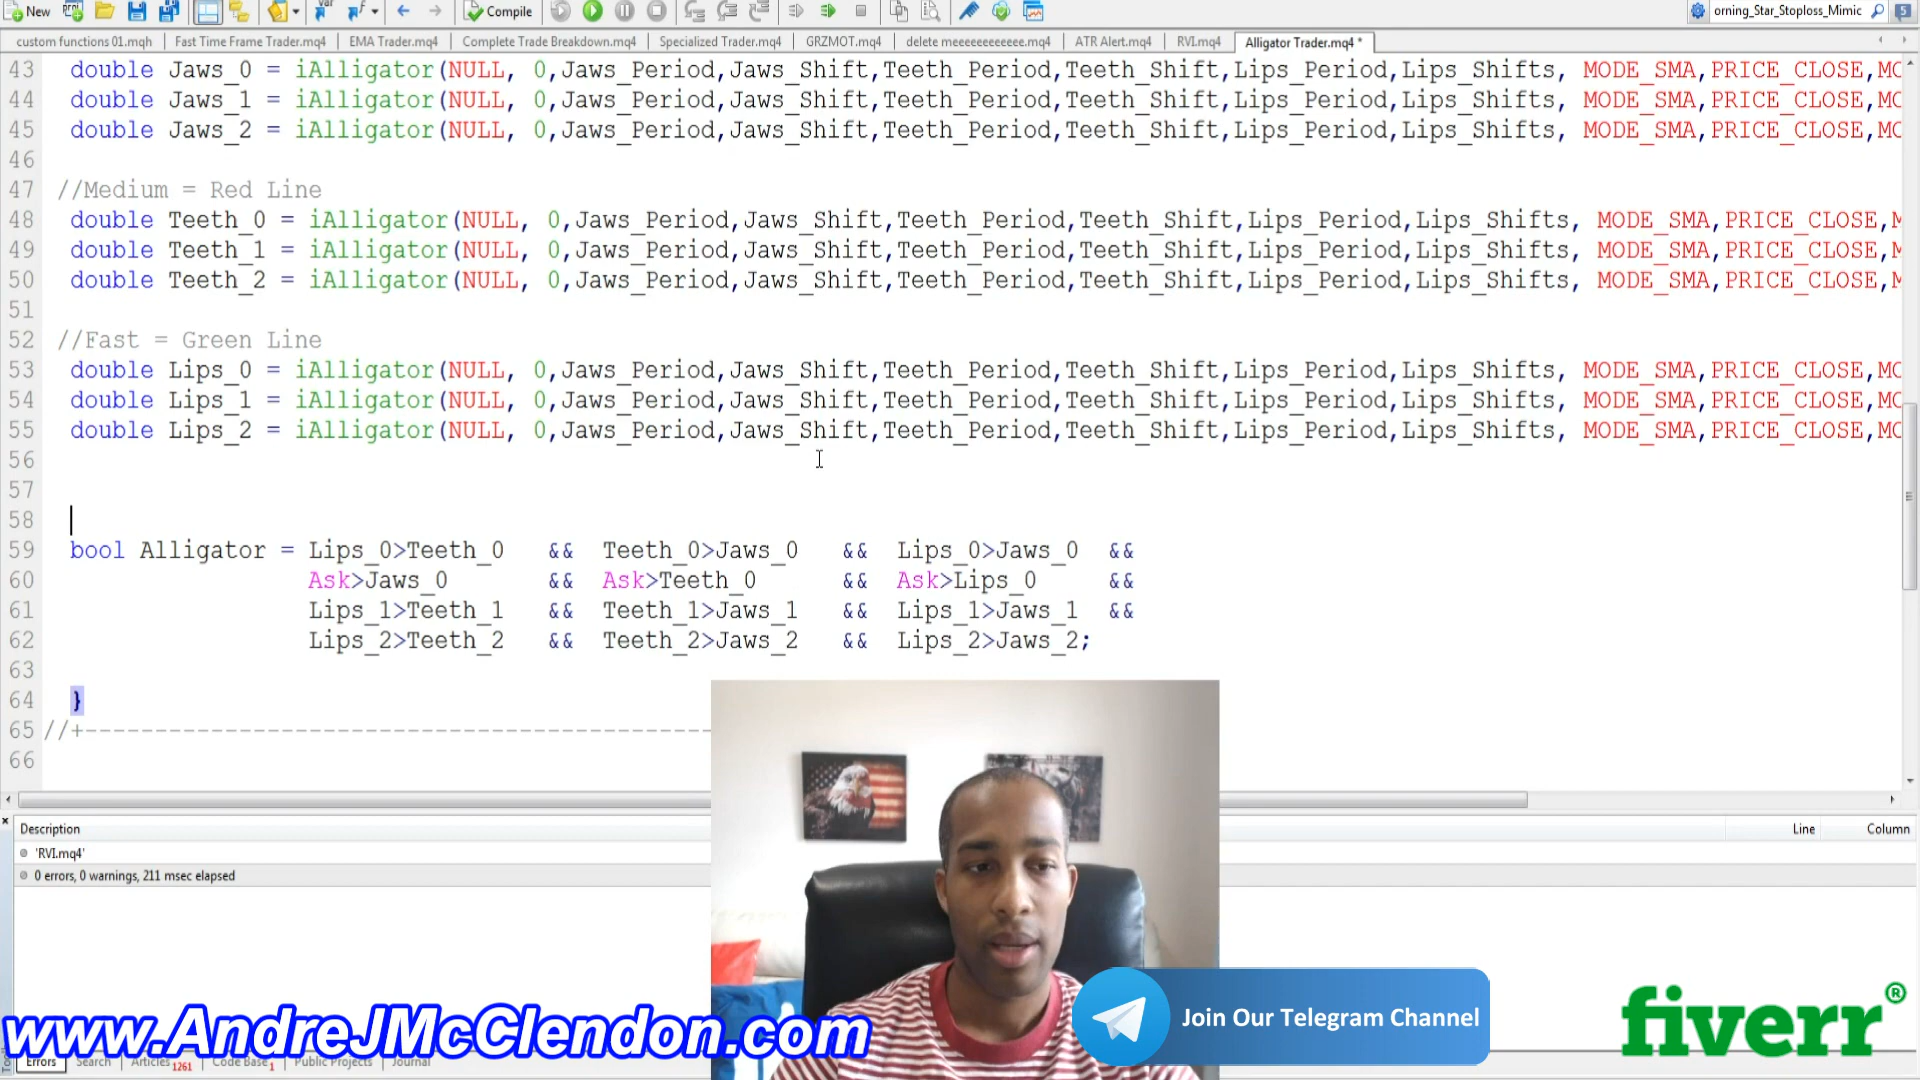 New
Compile
orning_Star_Stoploss_Mimic
5
custom functions 01.mqh
Fast Time Frame Trader.mq4
EMA Trader.mq4
Complete Trade Breakdown.mq4
Specialized Trader.mq4
GRZMOT.mq4
delete meeeeeeeeeeee.mq4
ATR Alert.mq4
RVI.mq4
Alligator Trader.mq4 *
43 double Jaws_0 = iAlligator(NULL, 0,Jaws_Period,Jaws_Shift,Teeth_Period,Teeth_Shift,Lips_Period,Lips_Shifts, MODE_SMA,PRICE_CLOSE,MO
44 double Jaws_1 = iAlligator(NULL, 0,Jaws_Period,Jaws_Shift,Teeth_Period,Teeth_Shift,Lips_Period,Lips_Shifts, MODE_SMA,PRICE_CLOSE,MO
45 double Jaws_2 = iAlligator(NULL, 0,Jaws_Period,Jaws_Shift,Teeth_Period,Teeth_Shift,Lips_Period,Lips_Shifts, MODE_SMA,PRICE_CLOSE,MO
46
47 //Medium = Red Line
48 double Teeth_0 = iAlligator(NULL, 0,Jaws_Period,Jaws_Shift,Teeth_Period,Teeth_Shift,Lips_Period,Lips_Shifts, MODE_SMA,PRICE_CLOSE,M
49 double Teeth_1 = iAlligator(NULL, 0,Jaws_Period,Jaws_Shift,Teeth_Period,Teeth_Shift,Lips_Period,Lips_Shifts, MODE_SMA,PRICE_CLOSE,M
50 double Teeth_2 = iAlligator(NULL, 0,Jaws_Period,Jaws_Shift,Teeth_Period,Teeth_Shift,Lips_Period,Lips_Shifts, MODE_SMA,PRICE_CLOSE,M
51
52 //Fast = Green Line
53 double Lips_0 = iAlligator(NULL, 0,Jaws_Period,Jaws_Shift,Teeth_Period,Teeth_Shift,Lips_Period,Lips_Shifts, MODE_SMA,PRICE_CLOSE,MO
54 double Lips_1 = iAlligator(NULL, 0,Jaws_Period,Jaws_Shift,Teeth_Period,Teeth_Shift,Lips_Period,Lips_Shifts, MODE_SMA,PRICE_CLOSE,MO
55 double Lips_2 = iAlligator(NULL, 0,Jaws_Period,Jaws_Shift,Teeth_Period,Teeth_Shift,Lips_Period,Lips_Shifts, MODE_SMA,PRICE_CLOSE,MO
56
57
58
59 bool Alligator = Lips_0>Teeth_0 && Teeth_0>Jaws_0 && Lips_0>Jaws_0 &&
60 Ask>Jaws_0 && Ask>Teeth_0 && Ask>Lips_0 &&
61 Lips_1>Teeth_1 && Teeth_1>Jaws_1 && Lips_1>Jaws_1 &&
62 Lips_2>Teeth_2 && Teeth_2>Jaws_2 && Lips_2>Jaws_2;
63
64 }
65 //+------------------------------------------------
66
Description Line Column
'RVI.mq4'
0 errors, 0 warnings, 211 msec elapsed
www.AndreJMcClendon.com
Join Our Telegram Channel
fiverr®
Errors Search Articles 1261 Code Base 1 Public Projects Journal